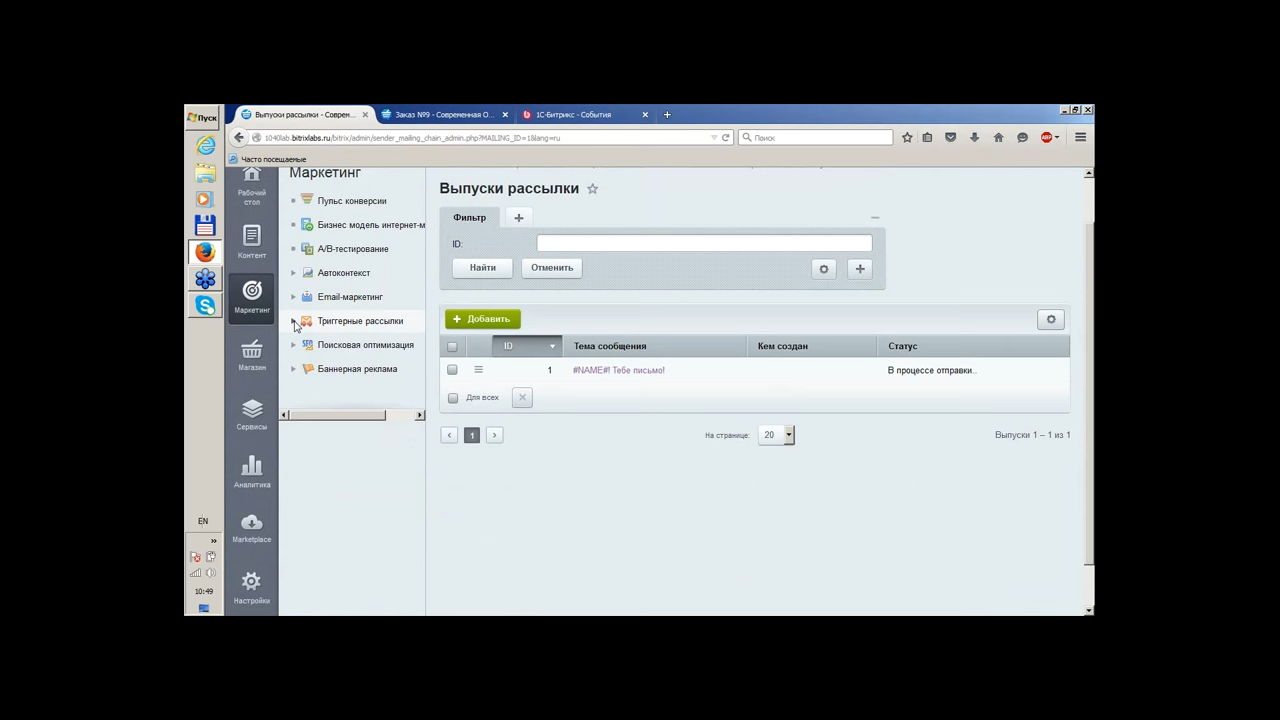 Пуск
Выпуски рассылки - Соврем...
Заказ №9 - Современная О...
1С-Битрикс - События
1040lab.bitrixlabs.ru/bitrix/admin/sender_mailing_chain_admin.php?MAILING_ID=1&lang=ru
Поиск
ABP
Часто посещаемые
Рабочий
стол
Контент
Маркетинг
Магазин
Сервисы
Аналитика
Marketplace
Настройки
Маркетинг
Пульс конверсии
Бизнес модель интернет-м
A/B-тестирование
Автоконтекст
Email-маркетинг
Триггерные рассылки
Поисковая оптимизация
Баннерная реклама
Выпуски рассылки
Фильтр
ID:
Найти
Отменить
Добавить
ID
Тема сообщения
Кем создан
Статус
1
#NAME#! Тебе письмо!
В процессе отправки..
Для всех
1
На странице:
20
Выпуски 1 – 1 из 1
EN
10:49